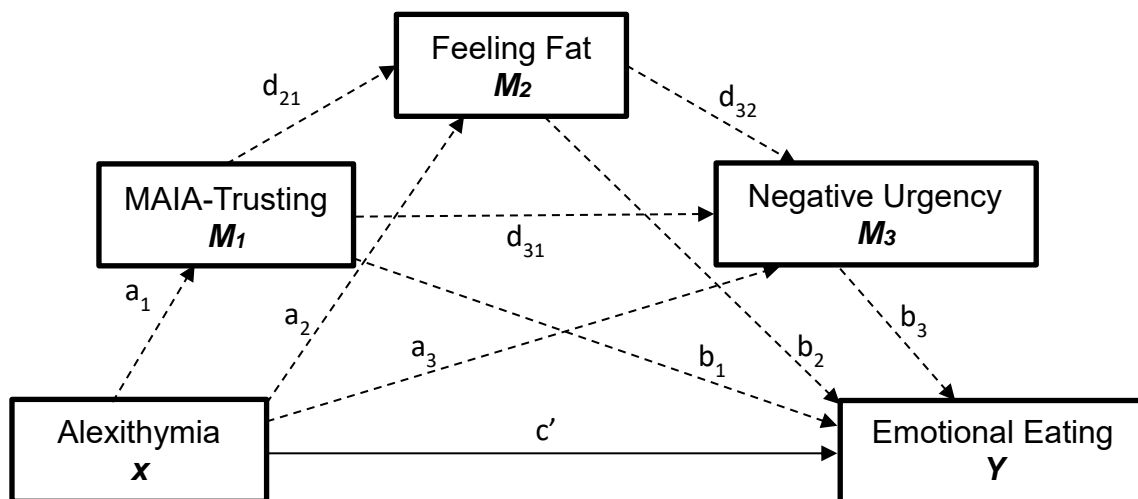 Feeling Fat
M2
d21
d32
MAIA-Trusting
M1
Negative Urgency
M3
d31
a1
a2
a3
b1
b2
b3
Alexithymia
x
c’
Emotional Eating
Y